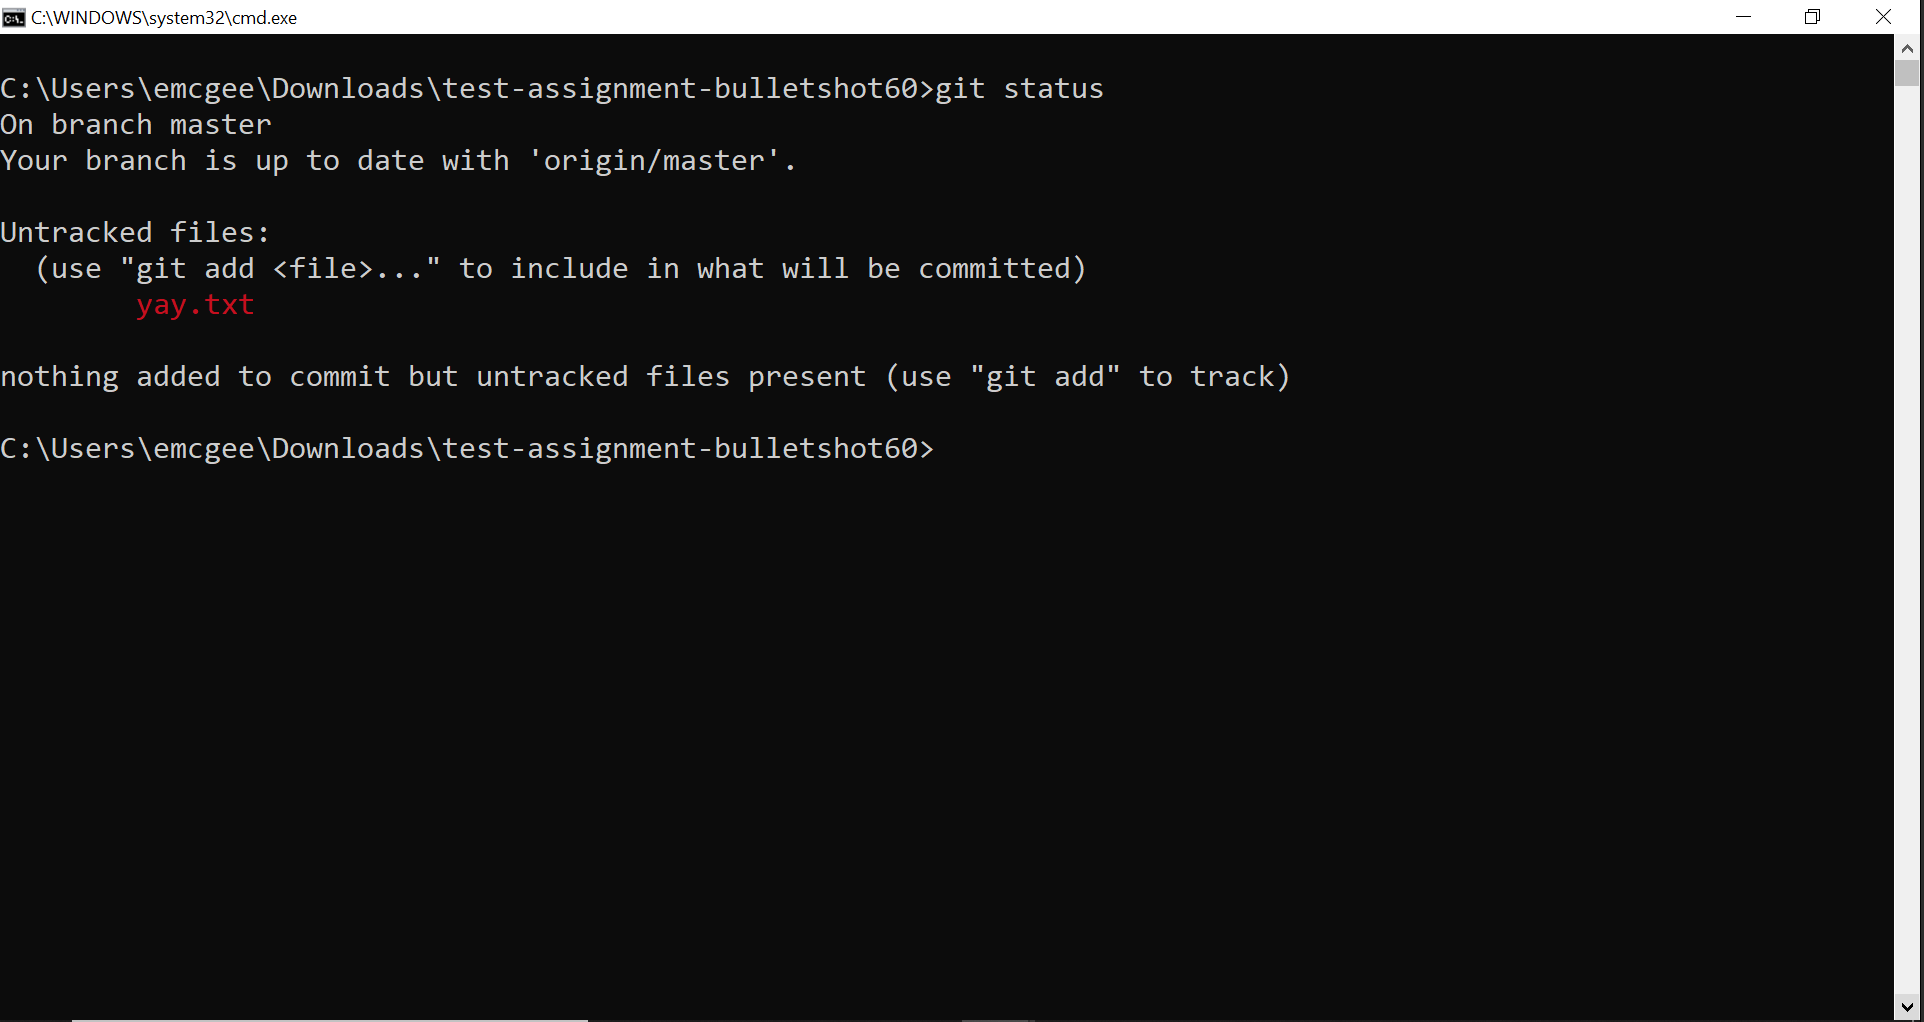 C:\WINDOWS\system32\cmd.exe
C:\Users\emcgee\Downloads\test-assignment-bulletshot60>git status
On branch master
Your branch is up to date with 'origin/master'.
Untracked files:
  (use "git add <file>..." to include in what will be committed)
        yay.txt
nothing added to commit but untracked files present (use "git add" to track)
C:\Users\emcgee\Downloads\test-assignment-bulletshot60>